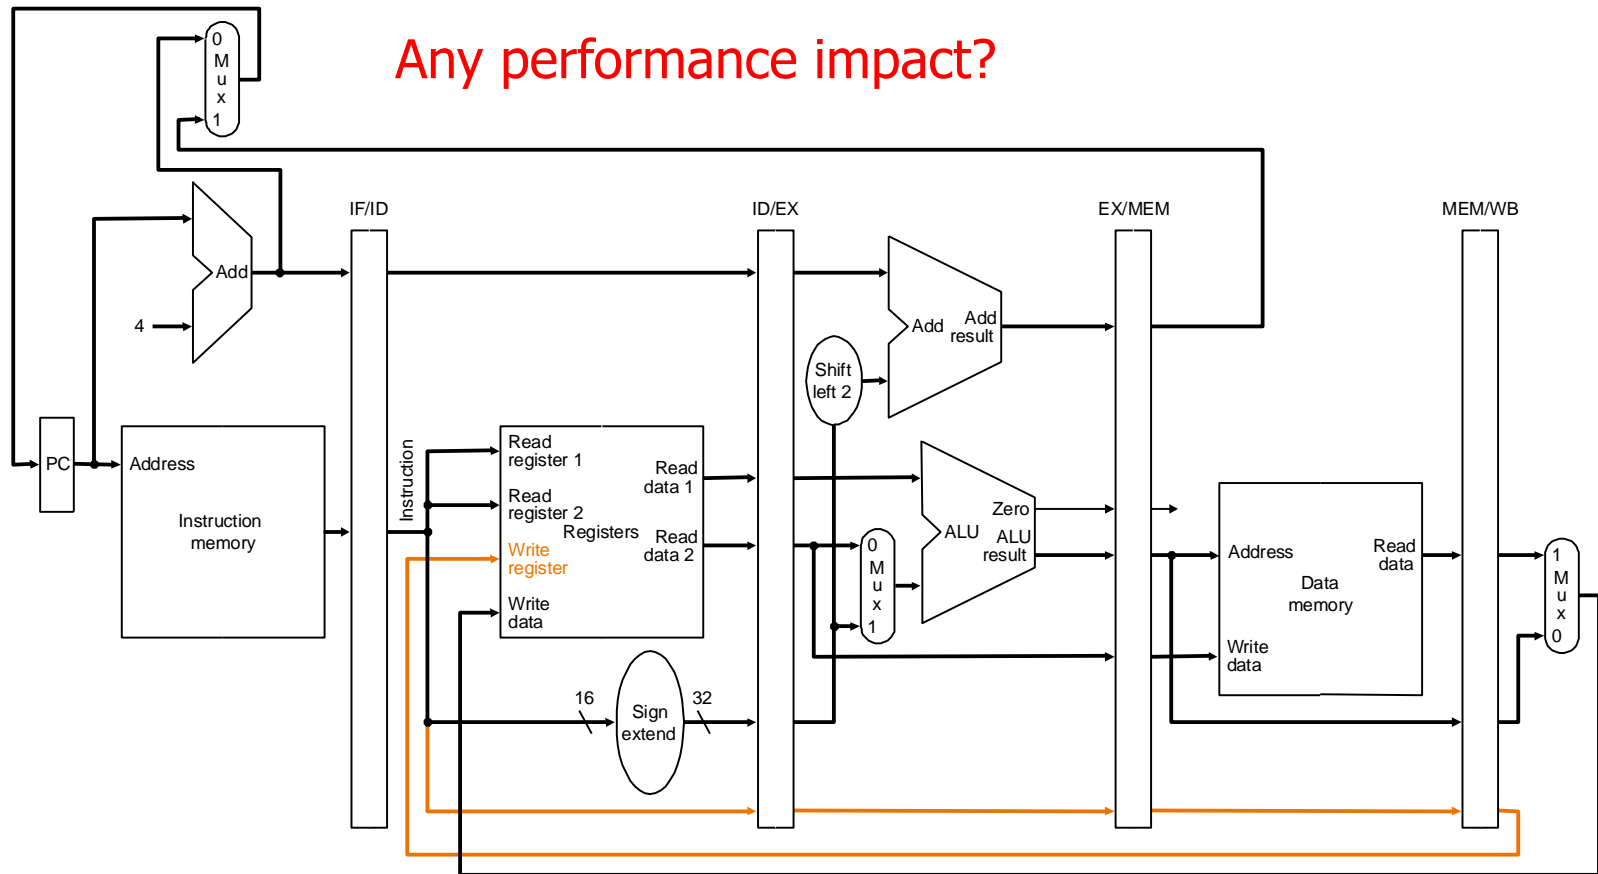 Any performance impact?
0
M
u
x
1
IF/ID
ID/EX
EX/MEM
MEM/WB
Add
4
Add
Add
result
Shift
left 2
PC
Address
Instruction
memory
Instruction
Read
register 1
Read
register 2
Write
register
Write
data
Registers
Read
data 1
Read
data 2
0
M
u
x
1
Zero
ALU
ALU
result
Address
Read
data
Data
memory
Write
data
1
M
u
x
0
16
Sign
extend
32